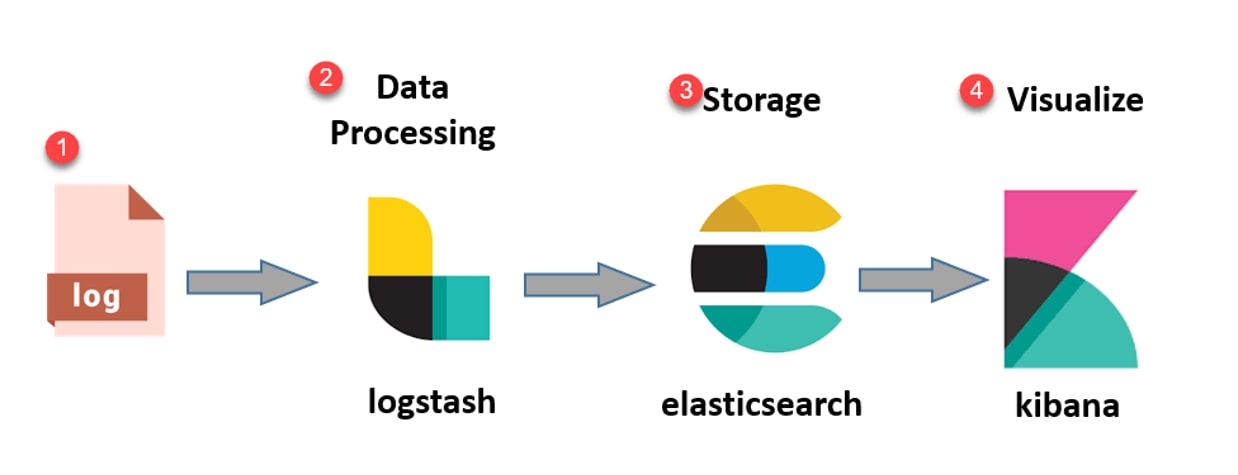 1
log
2
Data
Processing
logstash
3
Storage
elasticsearch
4
Visualize
kibana